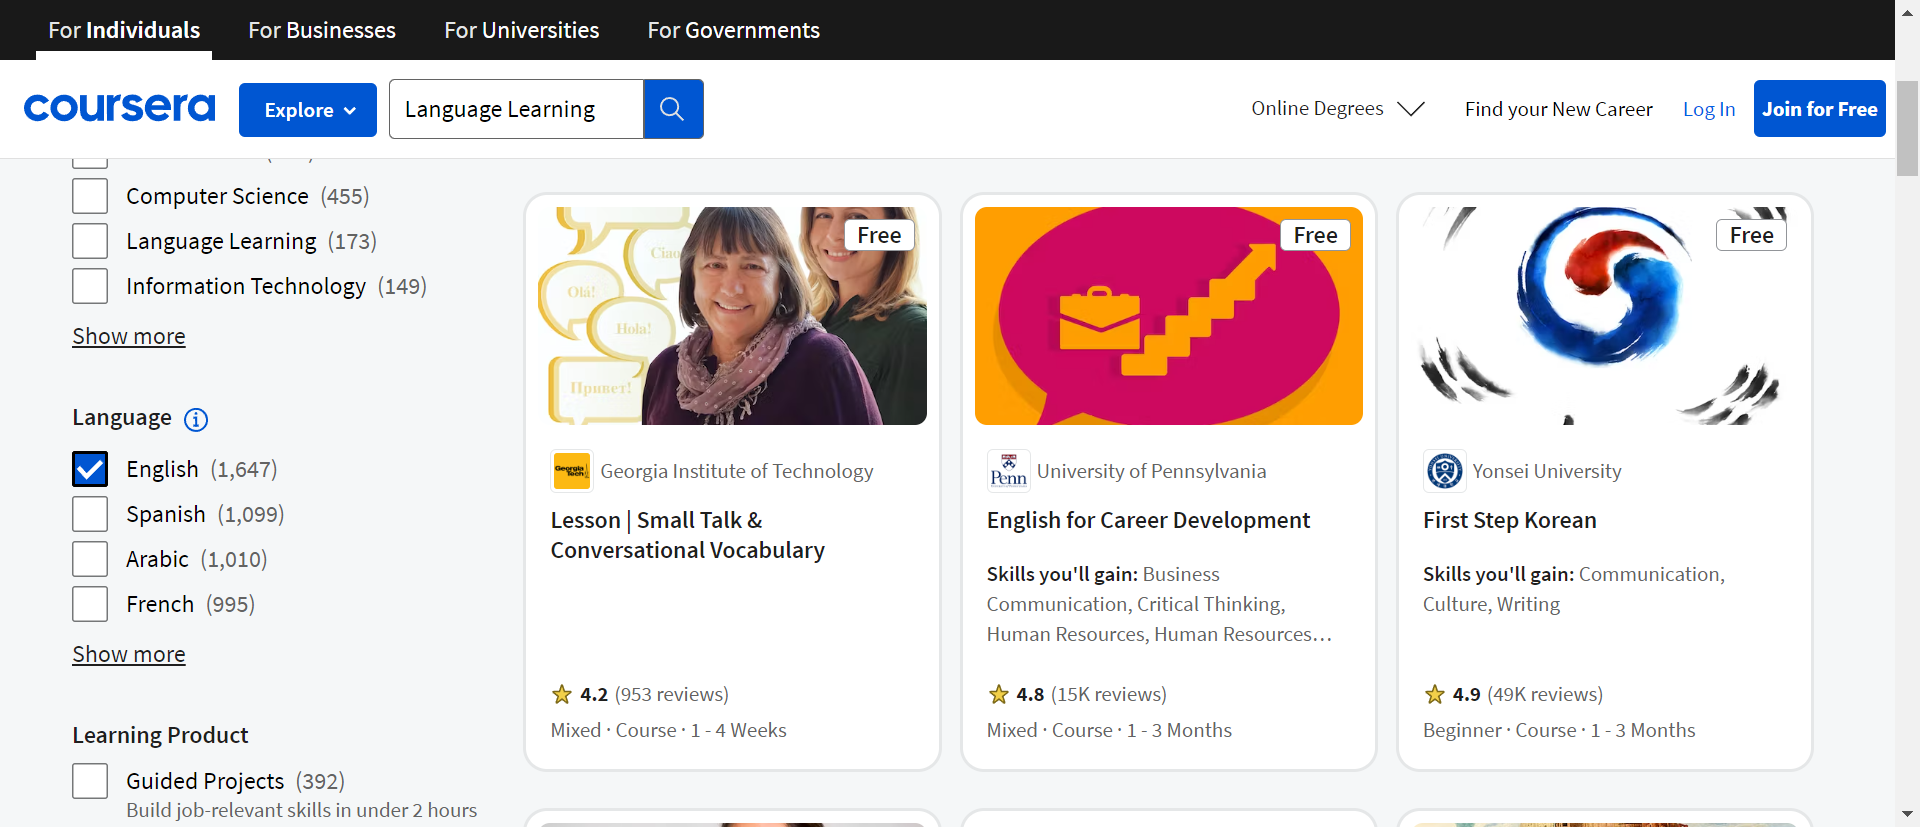 For Individuals
For Businesses
For Universities
For Governments
coursera
Explore
Language Learning
Online Degrees
Find your New Career
Log In
Join for Free
Computer Science (455)
Language Learning (173)
Information Technology (149)
Show more
Language
English (1,647)
Spanish (1,099)
Arabic (1,010)
French (995)
Show more
Learning Product
Guided Projects (392)
Build job-relevant skills in under 2 hours
Free
Ciao
Olá!
Hola!
Привет!
Georgia Tech
Georgia Institute of Technology
Lesson | Small Talk &
Conversational Vocabulary
4.2 (953 reviews)
Mixed · Course · 1 - 4 Weeks
Free
Penn
University of Pennsylvania
English for Career Development
Skills you'll gain: Business
Communication, Critical Thinking,
Human Resources, Human Resources…
4.8 (15K reviews)
Mixed · Course · 1 - 3 Months
Free
Yonsei University
First Step Korean
Skills you'll gain: Communication,
Culture, Writing
4.9 (49K reviews)
Beginner · Course · 1 - 3 Months